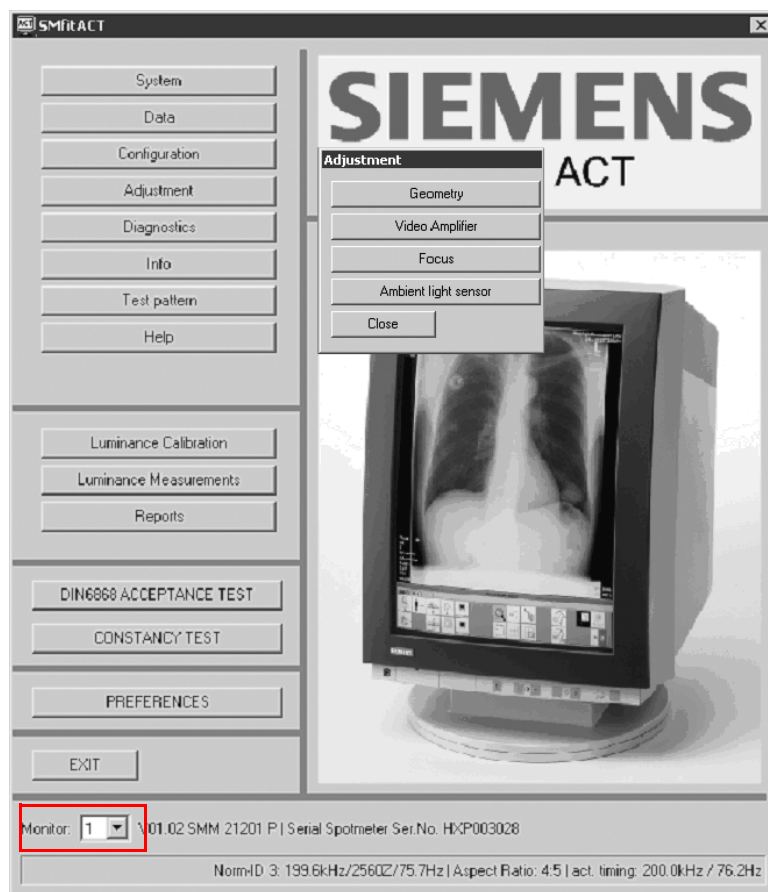 SMfitACT
System
Data
Configuration
Adjustment
Diagnostics
Info
Test pattern
Help
Luminance Calibration
Luminance Measurements
Reports
DIN6868 ACCEPTANCE TEST
CONSTANCY TEST
PREFERENCES
EXIT
SIEMENS
ACT
Adjustment
Geometry
Video Amplifier
Focus
Ambient light sensor
Close
Monitor: 1 V01.02 SMM 21201 P | Serial Spotmeter Ser.No. HXP003028
Norm-ID 3: 199.6kHz/2560Z/75.7Hz | Aspect Ratio: 4:5 | act. timing: 200.0kHz / 76.2Hz